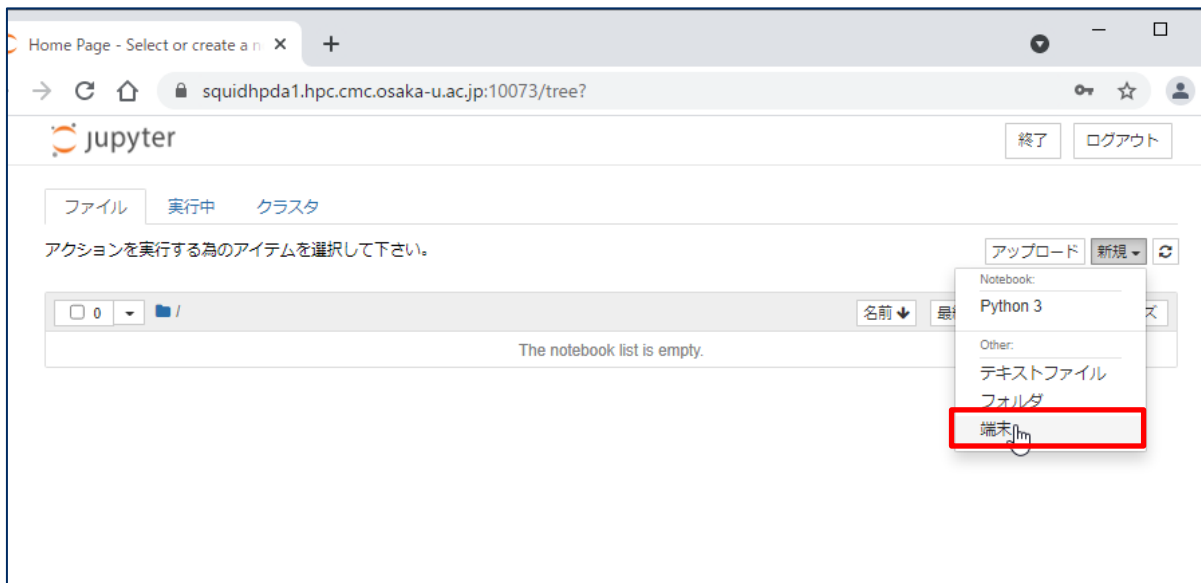 Home Page - Select or create a n
squidhpda1.hpc.cmc.osaka-u.ac.jp:10073/tree?
jupyter
終了 ログアウト
ファイル 実行中 クラスタ
アクションを実行する為のアイテムを選択して下さい。
アップロード 新規
0 /
名前 最 ズ
The notebook list is empty.
Notebook:
Python 3
Other:
テキストファイル
フォルダ
端末